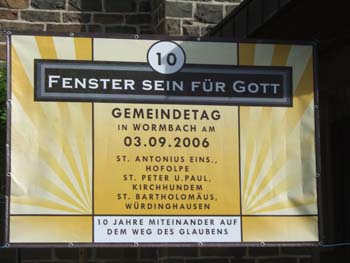 10
FENSTER SEIN FÜR GOTT
GEMEINDETAG
IN WORMBACH AM
03.09.2006
ST. ANTONIUS EINS.,
HOFOLPE
ST. PETER U. PAUL,
KIRCHHUNDEM
ST. BARTHOLOMÄUS,
WÜRDINGHAUSEN
10 JAHRE MITEINANDER AUF
DEM WEG DES GLAUBENS